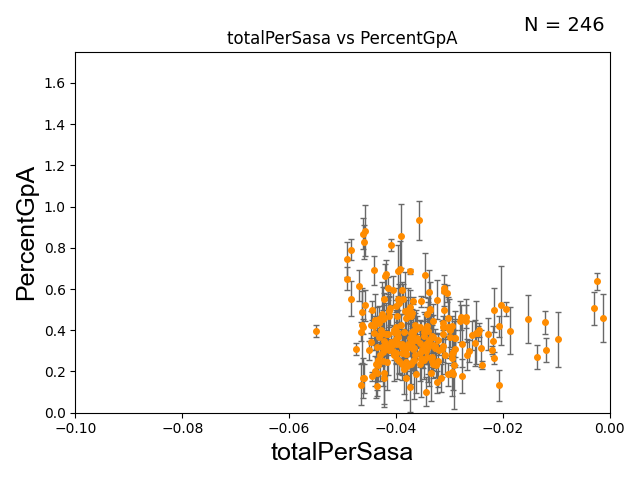 N = 246
totalPerSasa vs PercentGpA
PercentGpA
1.6
1.4
1.2
1.0
0.8
0.6
0.4
0.2
0.0
−0.10 −0.08 −0.06 −0.04 −0.02 0.00
totalPerSasa